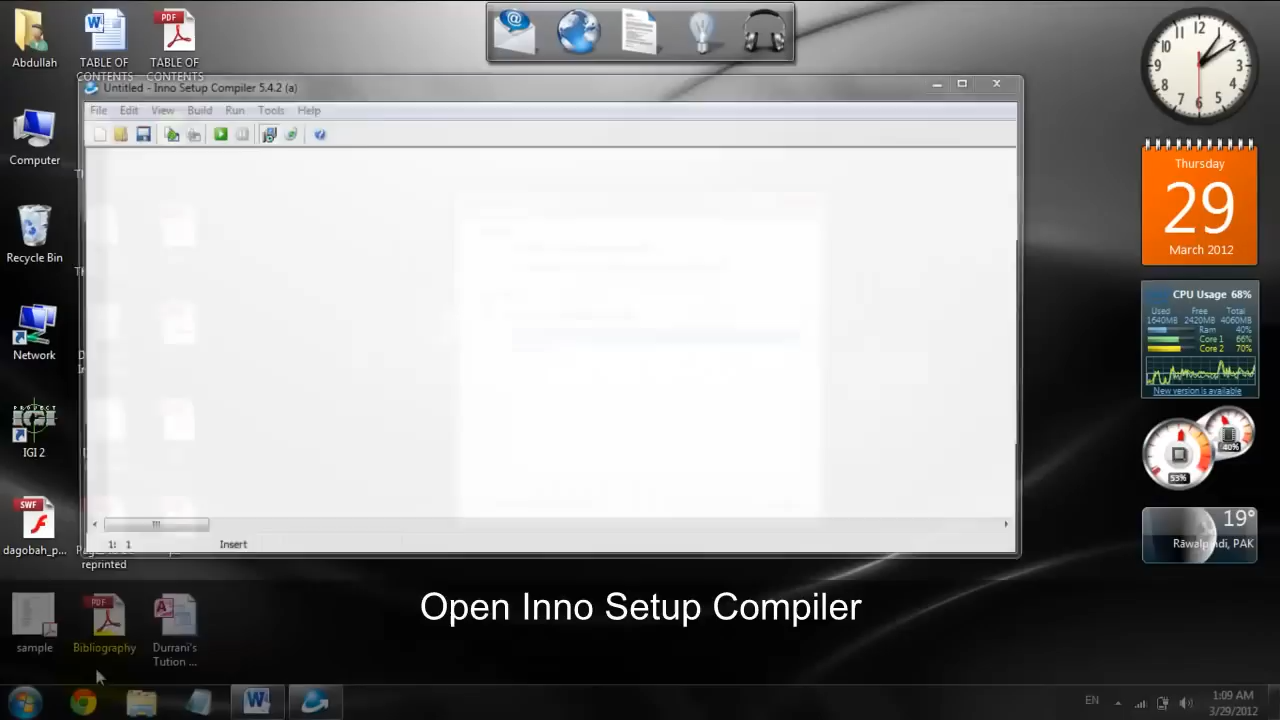 Abdullah
TABLE OF
CONTENTS
TABLE OF
CONTENTS
Untitled - Inno Setup Compiler 5.4.2 (a)
File Edit View Build Run Tools Help
Computer
Recycle Bin
Network
IGI 2
SWF
dagobah_p...
1: 1 Insert
reprinted
Open Inno Setup Compiler
sample
Bibliography
Durrani's
Tution ...
Thursday
29
March 2012
CPU Usage 68%
Used Free Total
1640MB 2420MB 4060MB
Ram 40%
Core 1 66%
Core 2 70%
New version is available
40%
53%
19°
EN
1:09 AM
3/29/2012